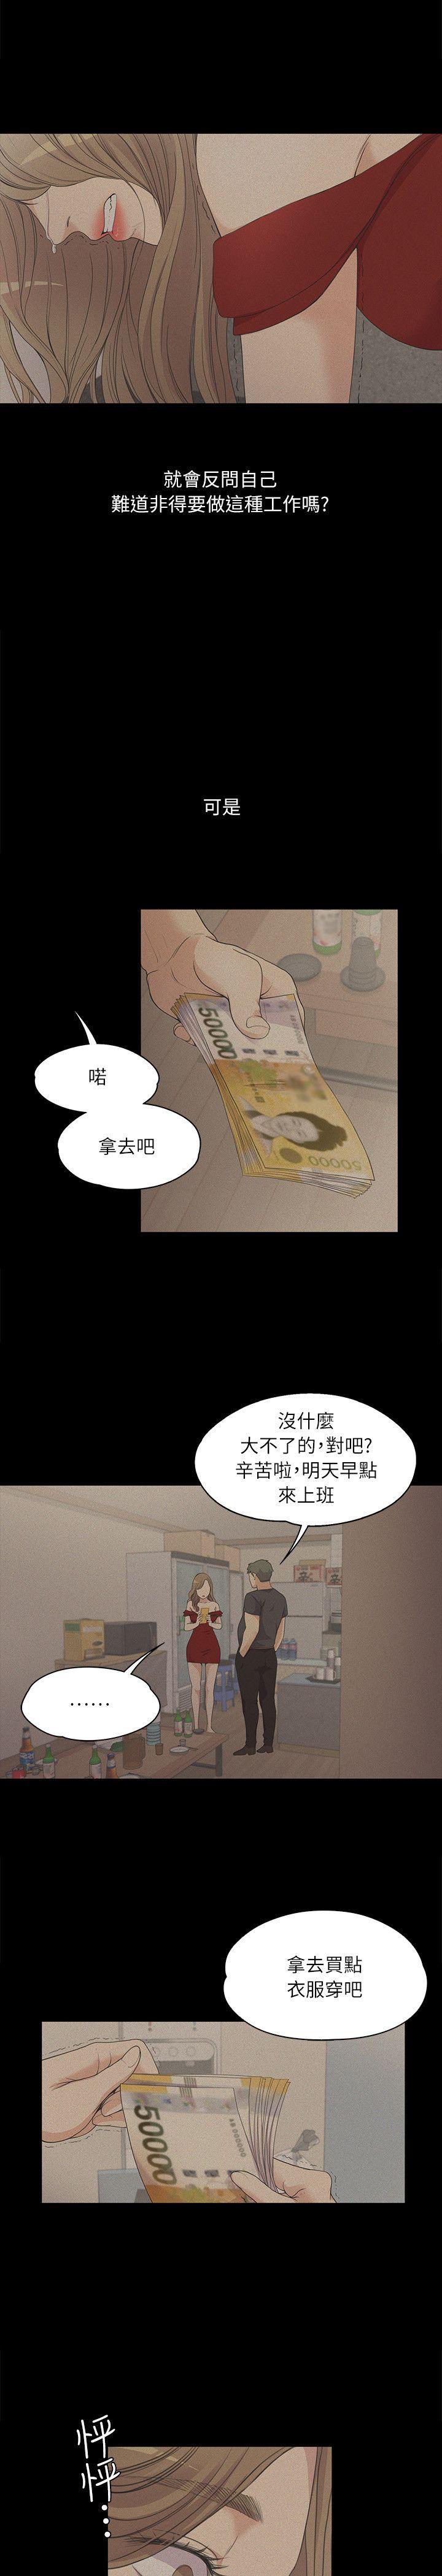 就會反問自己
難道非得要做這種工作嗎?
可是
喏
拿去吧
50000
50000
沒什麼
大不了的,對吧?
辛苦啦,明天早點
來上班
……
拿去買點
衣服穿吧
50000
怦
怦